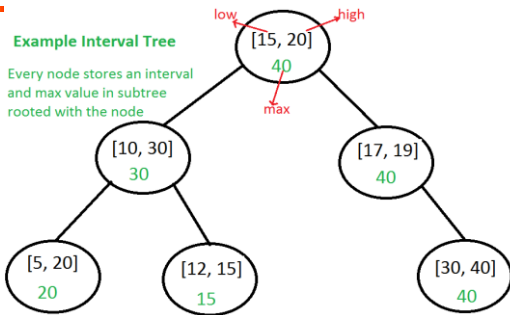 low
high
Example Interval Tree
[15, 20]
40
Every node stores an interval
and max value in subtree
rooted with the node
max
[10, 30]
30
[17, 19]
40
[5, 20]
20
[12, 15]
15
[30, 40]
40